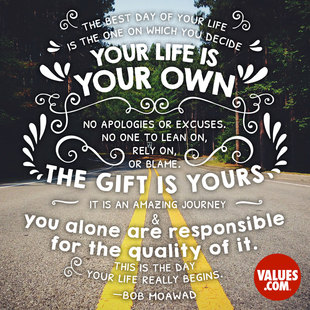 THE BEST DAY OF YOUR LIFE
IS THE ONE ON WHICH YOU DECIDE
YOUR LIFE IS
YOUR OWN
NO APOLOGIES OR EXCUSES.
NO ONE TO LEAN ON,
RELY ON,
OR BLAME.
THE GIFT IS YOURS
IT IS AN AMAZING JOURNEY
&
you alone are responsible
for the quality of it.
THIS IS THE DAY
YOUR LIFE REALLY BEGINS.
—BOB MOAWAD
VALUES
.COM